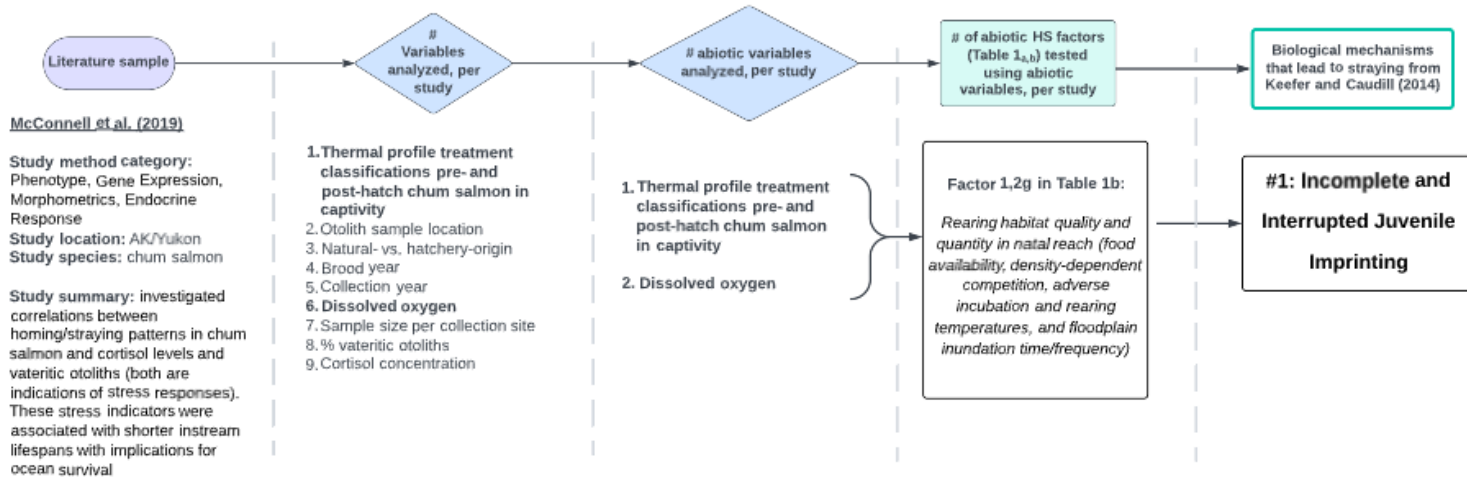 Literature sample
#
Variables
analyzed, per
study
# abiotic variables
analyzed, per study
# of abiotic HS factors
(Table 1a,b) tested
using abiotic
variables, per study
Biological mechanisms
that lead to straying from
Keefer and Caudill (2014)
McConnell et al. (2019)
Study method category:
Phenotype, Gene Expression,
Morphometrics, Endocrine
Response
Study location: AK/Yukon
Study species: chum salmon
Study summary: investigated
correlations between
homing/straying patterns in chum
salmon and cortisol levels and
vateritic otoliths (both are
indications of stress responses).
These stress indicators were
associated with shorter instream
lifespans with implications for
ocean survival
1. Thermal profile treatment
classifications pre- and
post-hatch chum salmon in
captivity
2. Otolith sample location
3. Natural- vs. hatchery-origin
4. Brood year
5. Collection year
6. Dissolved oxygen
7. Sample size per collection site
8. % vateritic otoliths
9. Cortisol concentration
1. Thermal profile treatment
classifications pre- and
post-hatch chum salmon
in captivity
2. Dissolved oxygen
Factor 1,2g in Table 1b:
Rearing habitat quality and
quantity in natal reach (food
availability, density-dependent
competition, adverse
incubation and rearing
temperatures, and floodplain
inundation time/frequency)
#1: Incomplete and
Interrupted Juvenile
Imprinting